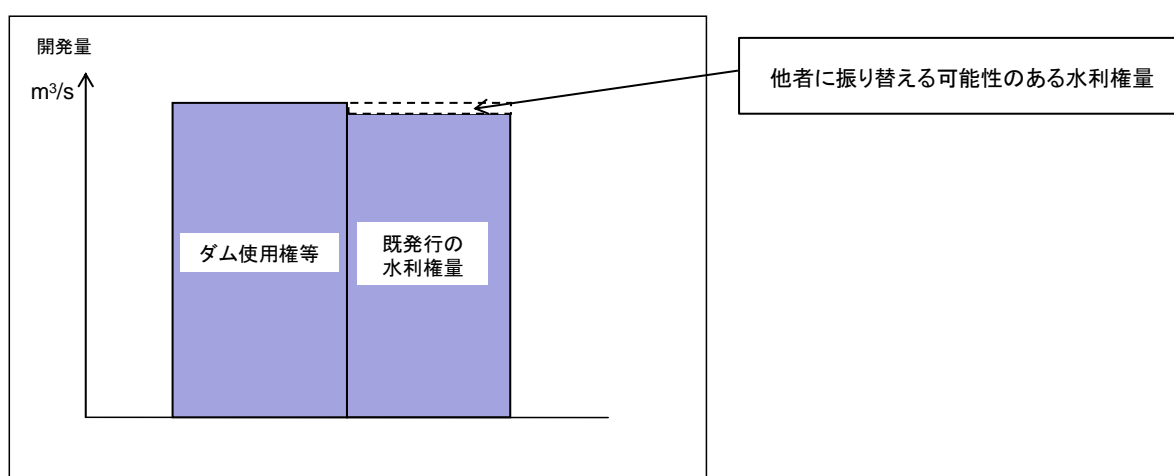 開発量
m³/s
他者に振り替える可能性のある水利権量
ダム使用権等
既発行の
水利権量